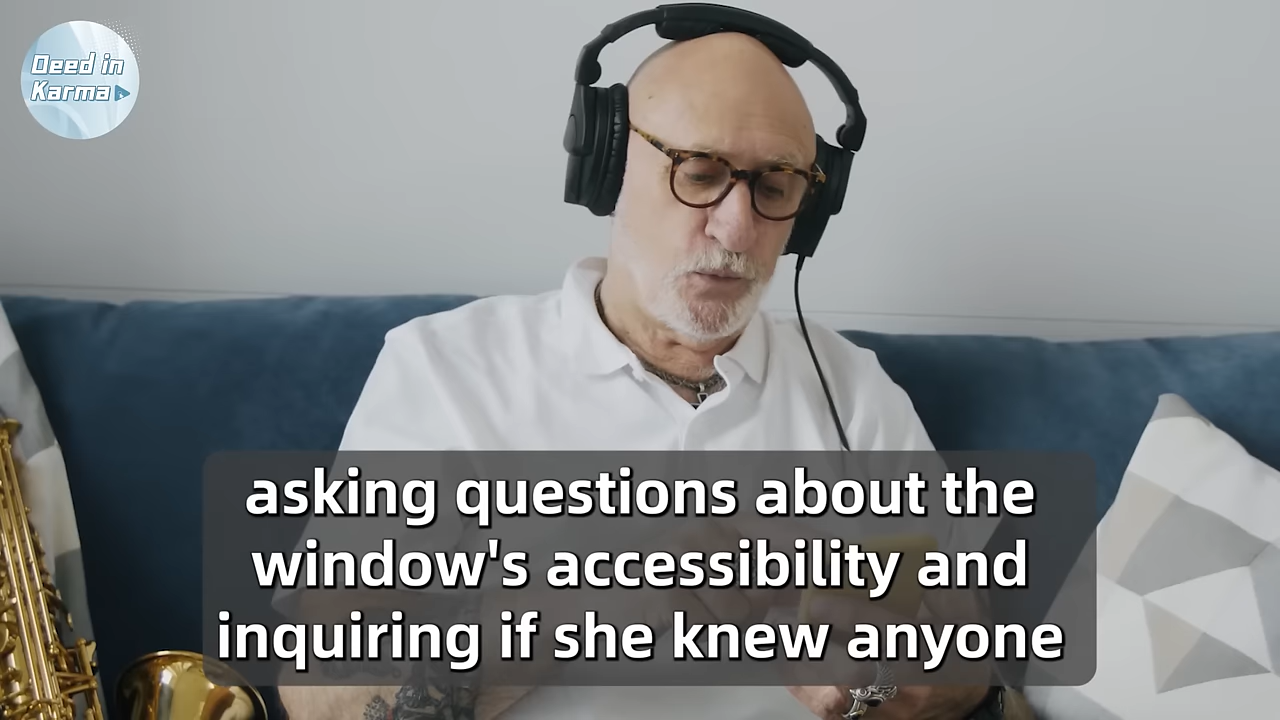 Deed in
Karma
asking questions about the
window's accessibility and
inquiring if she knew anyone